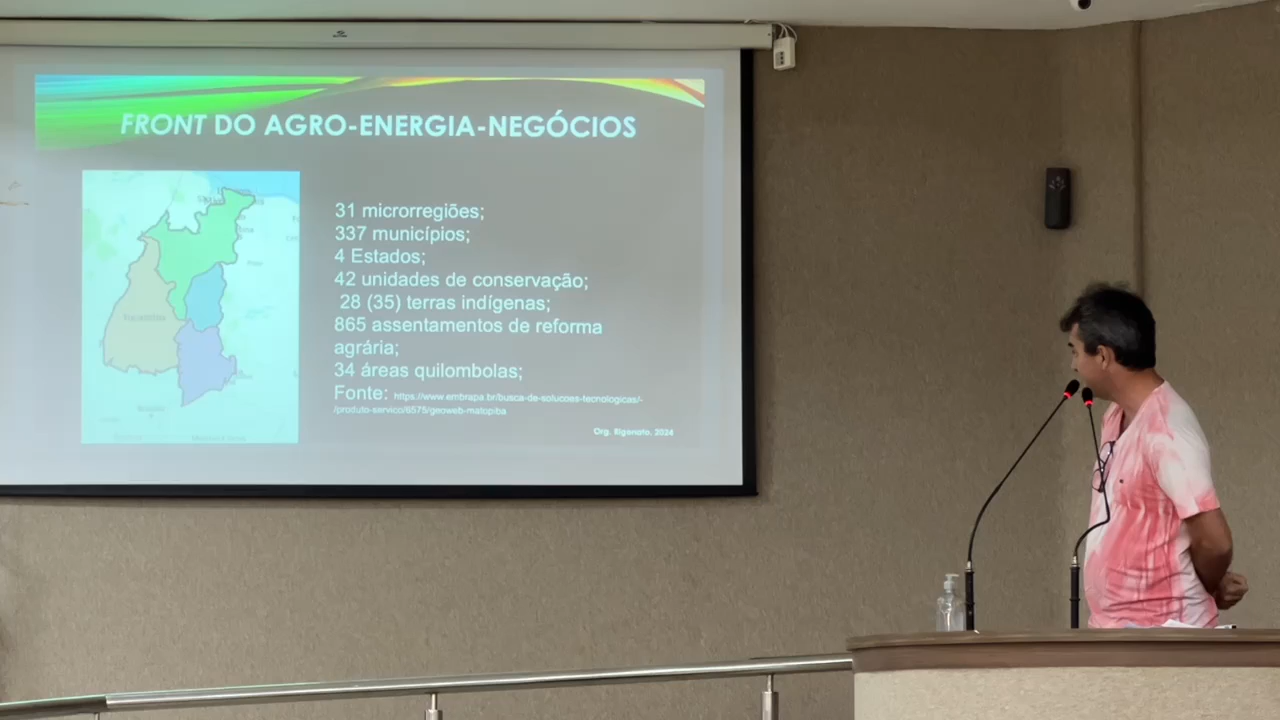 FRONT DO AGRO-ENERGIA-NEGÓCIOS
31 microrregiões;
337 municípios;
4 Estados;
42 unidades de conservação;
28 (35) terras indígenas;
865 assentamentos de reforma
agrária;
34 áreas quilombolas;
Fonte: https://www.embrapa.br/busca-de-solucoes-tecnologicas/-
/produto-servico/6575/geoweb-matopiba
Org. Rigonato, 2024